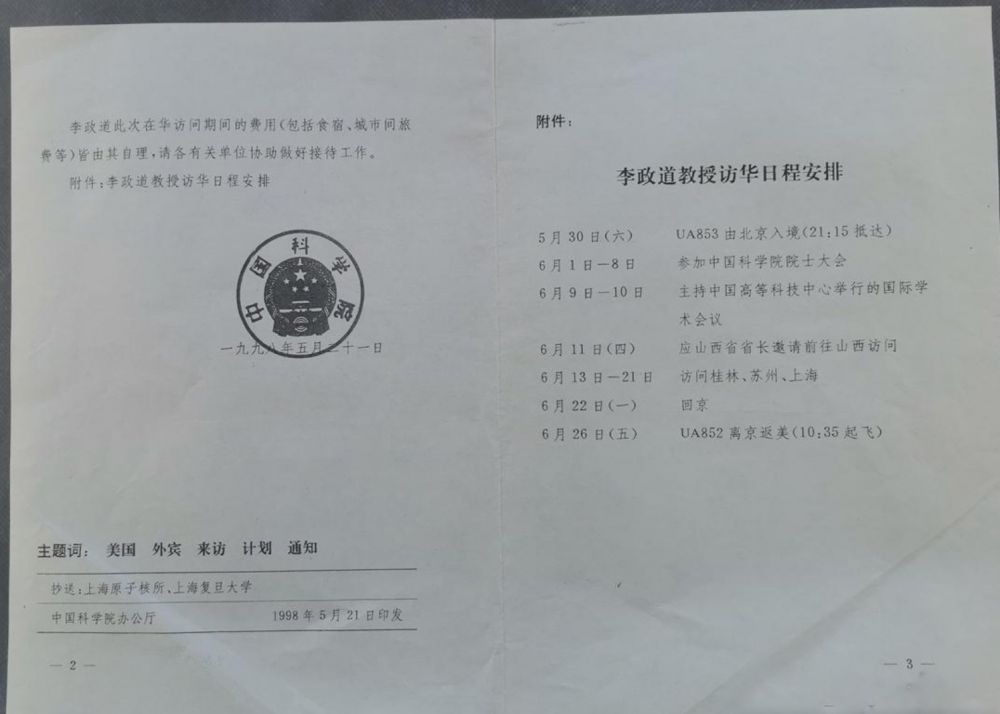 李政道此次在华访问期间的费用(包括食宿、城市间旅
费等)皆由其自理,请各有关单位协助做好接待工作。
附件:李政道教授访华日程安排
中国科学院
一九九八年五月二十一日
主题词: 美国 外宾 来访 计划 通知
抄送:上海原子核所、上海复旦大学
中国科学院办公厅 1998年5月21日印发
— 2 —
附件:
李政道教授访华日程安排
5月30日(六) UA853由北京入境(21:15抵达)
6月1日—8日 参加中国科学院院士大会
6月9日—10日 主持中国高等科技中心举行的国际学
术会议
6月11日(四) 应山西省省长邀请前往山西访问
6月13日—21日 访问桂林、苏州、上海
6月22日(一) 回京
6月26日(五) UA852离京返美(10:35起飞)
— 3 —